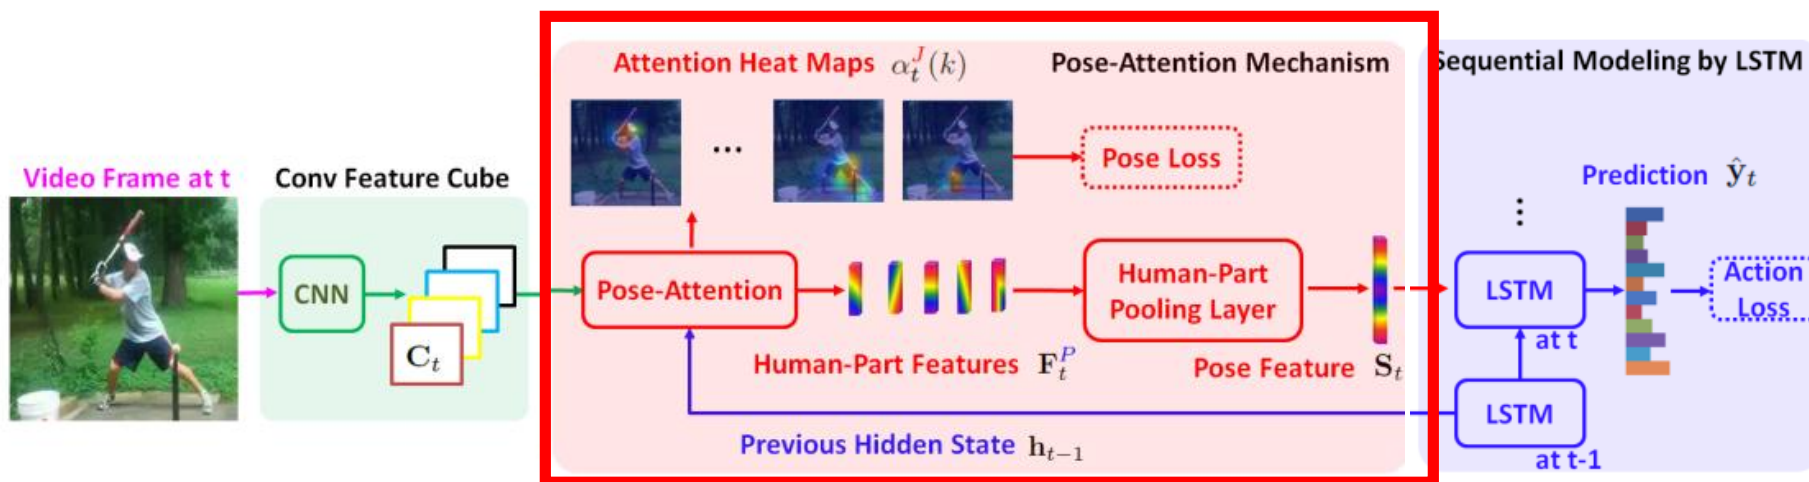 Attention Heat Maps α_t^J(k)
Pose-Attention Mechanism
Sequential Modeling by LSTM
Pose Loss
...
Video Frame at t
Conv Feature Cube
Prediction ŷ_t
⋮
CNN
C_t
Pose-Attention
Human-Part
Pooling Layer
LSTM
at t
Action
Loss
Human-Part Features F_t^P
Pose Feature S_t
LSTM
at t-1
Previous Hidden State h_{t-1}